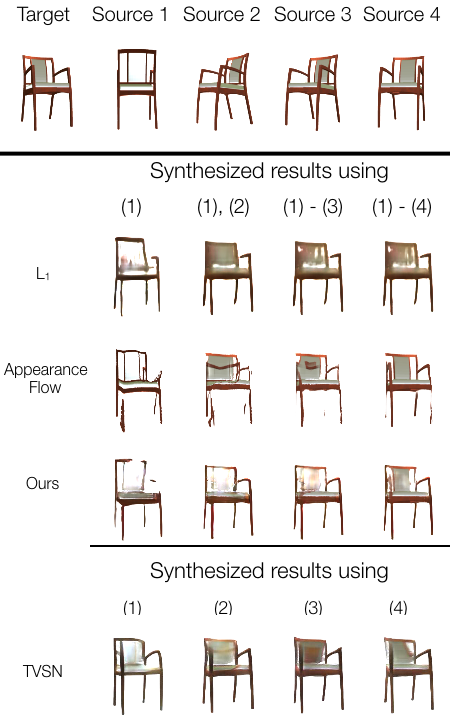 Target Source 1 Source 2 Source 3 Source 4
Synthesized results using
(1) (1), (2) (1) - (3) (1) - (4)
L₁
Appearance
Flow
Ours
Synthesized results using
(1) (2) (3) (4)
TVSN